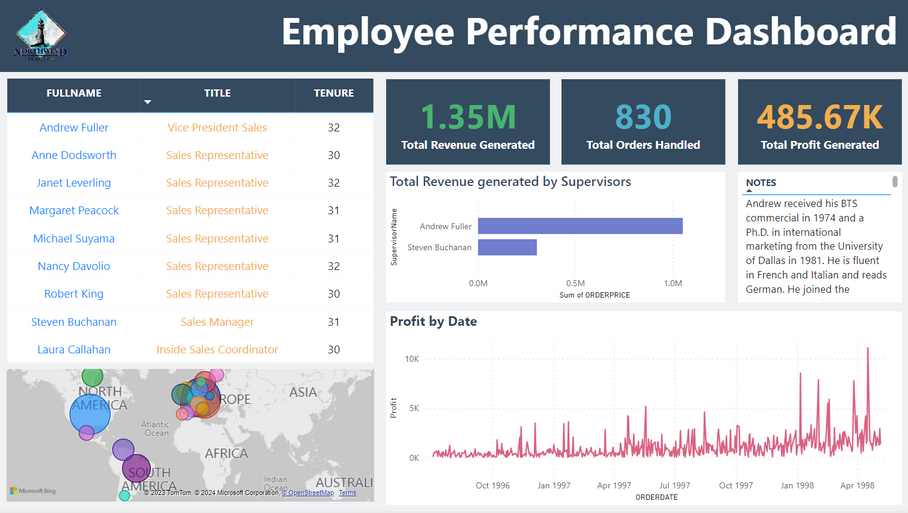 NORTHWIND
TRADERS
Employee Performance Dashboard
FULLNAME TITLE TENURE
Andrew Fuller Vice President Sales 32
Anne Dodsworth Sales Representative 30
Janet Leverling Sales Representative 32
Margaret Peacock Sales Representative 31
Michael Suyama Sales Representative 31
Nancy Davolio Sales Representative 32
Robert King Sales Representative 30
Steven Buchanan Sales Manager 31
Laura Callahan Inside Sales Coordinator 30
1.35M
Total Revenue Generated
830
Total Orders Handled
485.67K
Total Profit Generated
Total Revenue generated by Supervisors
SupervisorName
Andrew Fuller
Steven Buchanan
0.0M 0.5M 1.0M
Sum of ORDERPRICE
NOTES
Andrew received his BTS
commercial in 1974 and a
Ph.D. in international
marketing from the University
of Dallas in 1981. He is fluent
in French and Italian and reads
German. He joined the
NORTH
AMERICA
ROPE
ASIA
Atlantic
Ocean
AFRICA
SOUTH
AMERICA
Indian
Ocean
AUSTRALI
Microsoft Bing
© 2023 TomTom, © 2024 Microsoft Corporation, © OpenStreetMap Terms
Profit by Date
Profit
10K
5K
0K
Oct 1996 Jan 1997 Apr 1997 Jul 1997 Oct 1997 Jan 1998 Apr 1998
ORDERDATE